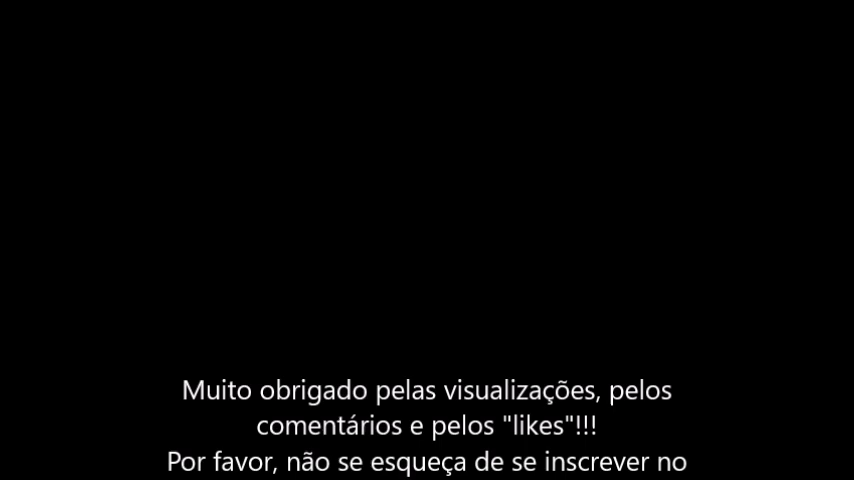 Muito obrigado pelas visualizações, pelos
comentários e pelos "likes"!!!
Por favor, não se esqueça de se inscrever no